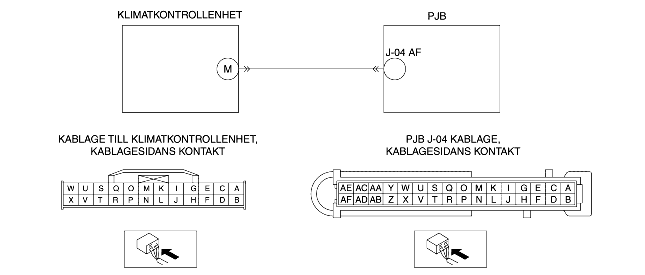 KLIMATKONTROLLENHET
PJB
M
J-04 AF
KABLAGE TILL KLIMATKONTROLLENHET,
KABLAGESIDANS KONTAKT
PJB J-04 KABLAGE,
KABLAGESIDANS KONTAKT
W U S Q O M K I G E C A
X V T R P N L J H F D B
AE AC AA Y W U S Q O M K I G E C A
AF AD AB Z X V T R P N L J H F D B